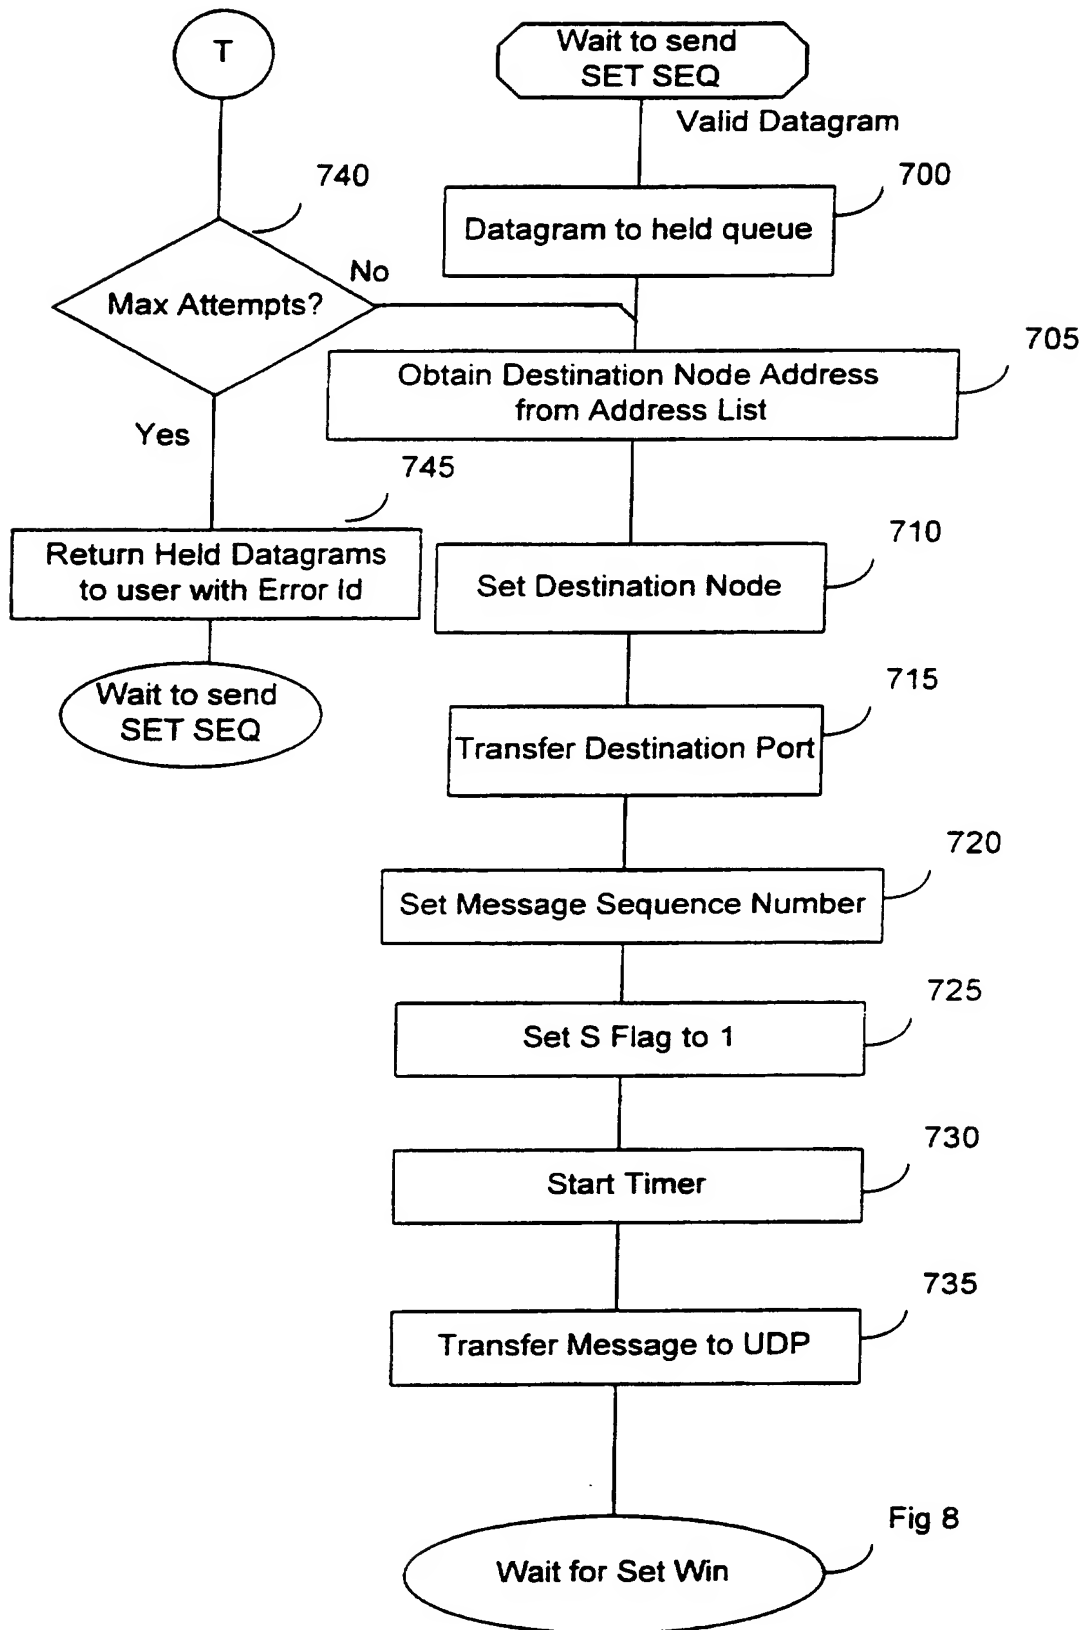 T
Wait to send
SET SEQ
Valid Datagram
740
700
Datagram to held queue
No
Max Attempts?
705
Obtain Destination Node Address
from Address List
Yes
745
Return Held Datagrams
to user with Error Id
710
Set Destination Node
Wait to send
SET SEQ
715
Transfer Destination Port
720
Set Message Sequence Number
725
Set S Flag to 1
730
Start Timer
735
Transfer Message to UDP
Fig 8
Wait for Set Win